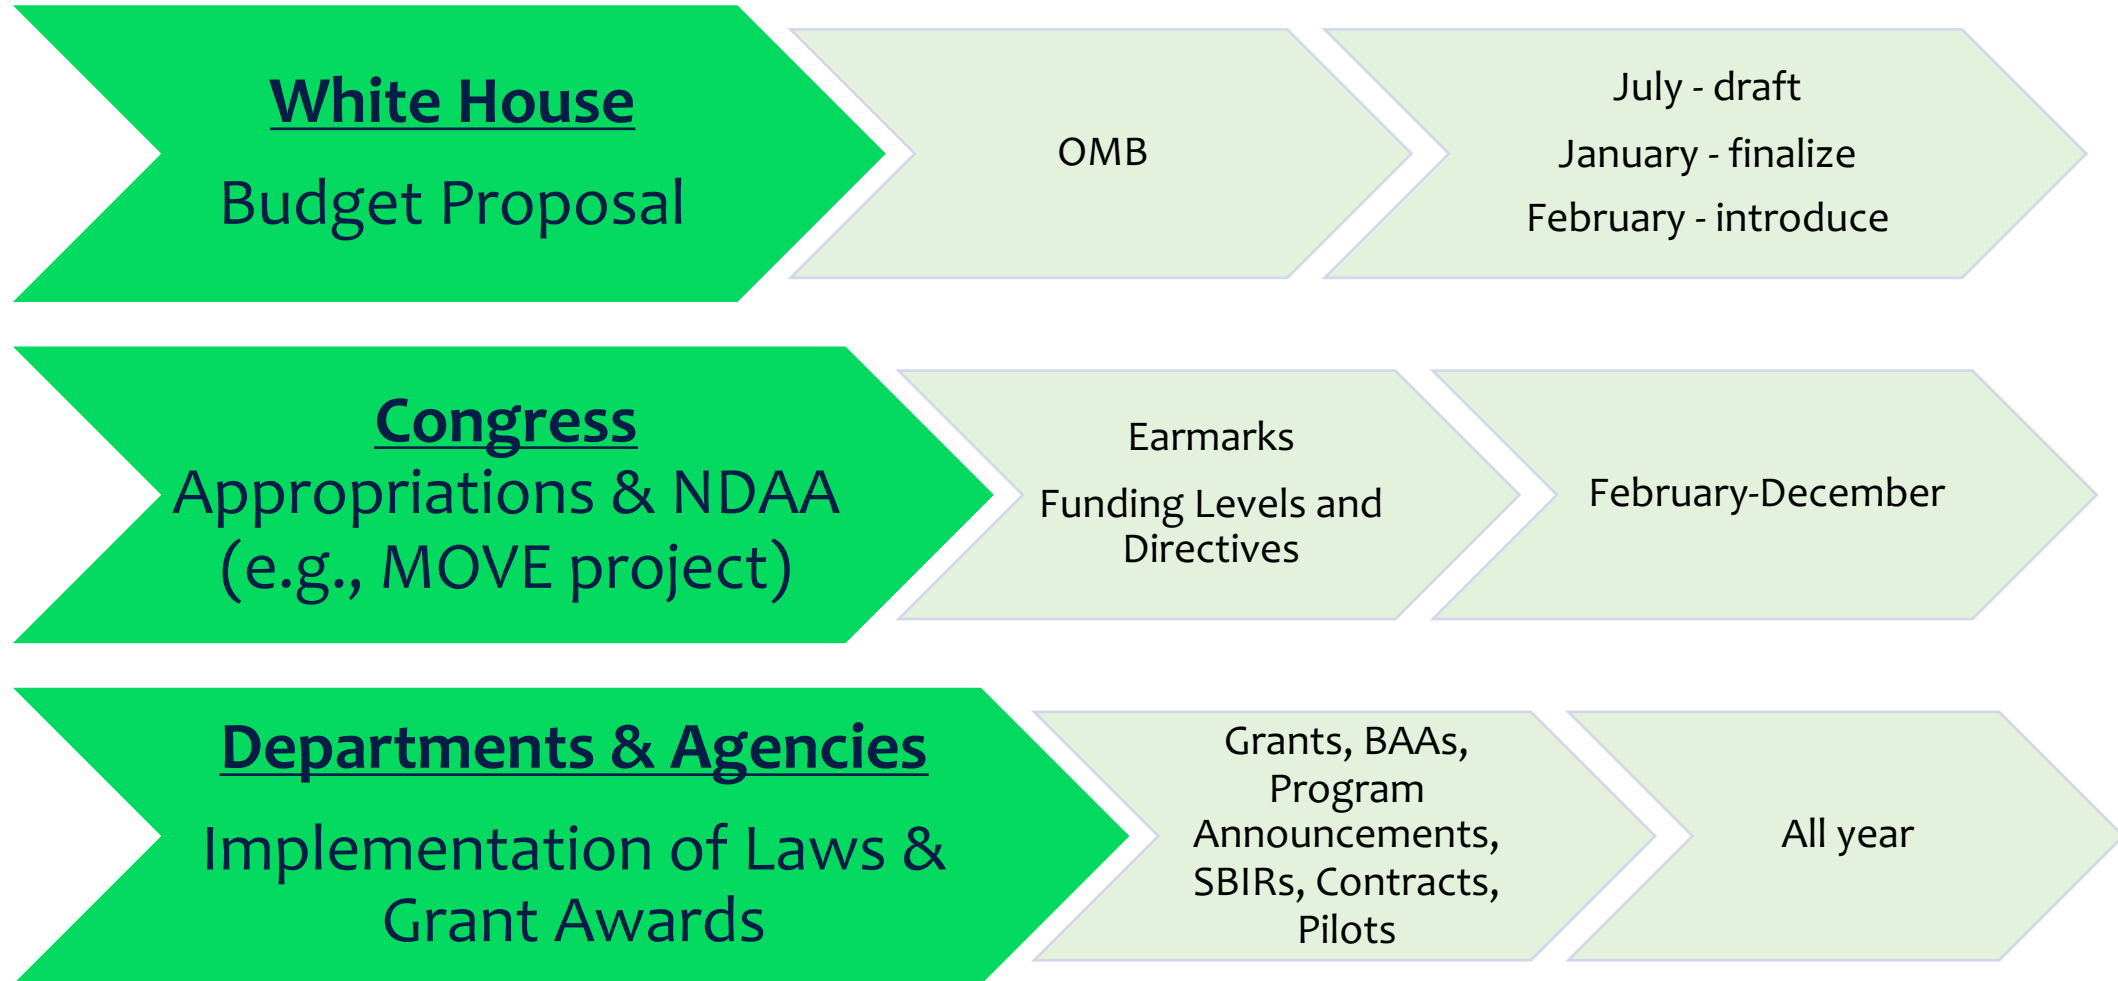 White House
Budget Proposal
OMB
July - draft
January - finalize
February - introduce
Congress
Appropriations & NDAA
(e.g., MOVE project)
Earmarks
Funding Levels and
Directives
February-December
Departments & Agencies
Implementation of Laws &
Grant Awards
Grants, BAAs,
Program
Announcements,
SBIRs, Contracts,
Pilots
All year